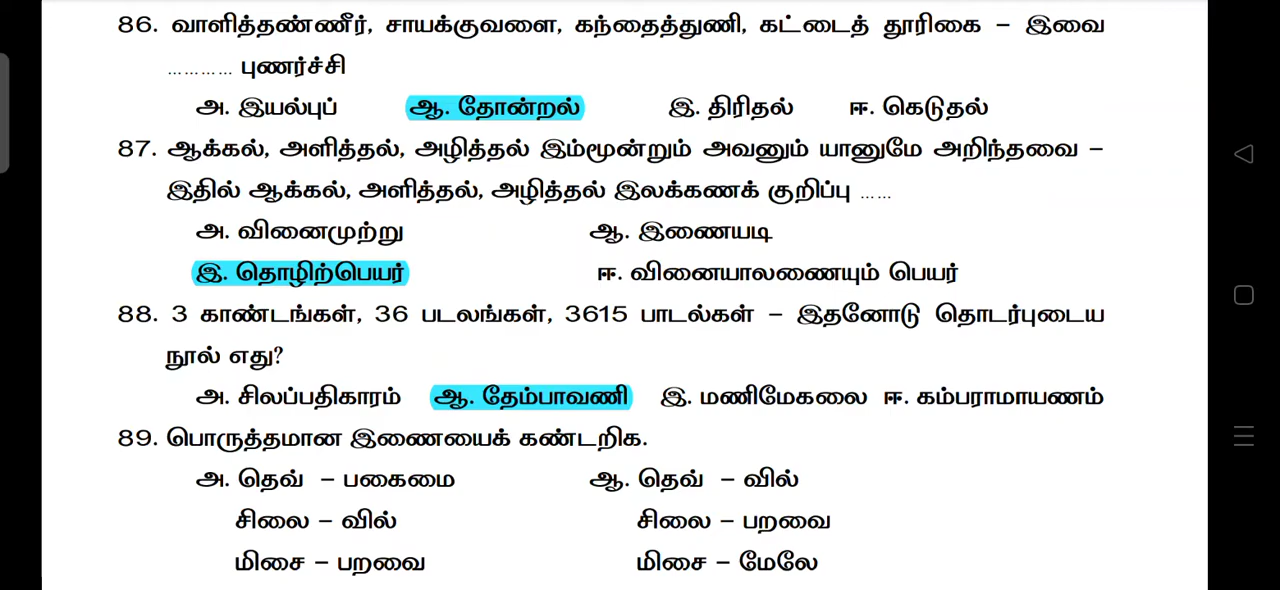 86. வாளித்தண்ணீர், சாயக்குவளை, கந்தைத்துணி, கட்டைத் தூரிகை – இவை
............ புணர்ச்சி
அ. இயல்புப் ஆ. தோன்றல் இ. திரிதல் ஈ. கெடுதல்
87. ஆக்கல், அளித்தல், அழித்தல் இம்மூன்றும் அவனும் யானுமே அறிந்தவை –
இதில் ஆக்கல், அளித்தல், அழித்தல் இலக்கணக் குறிப்பு ......
அ. வினைமுற்று ஆ. இணையடி
இ. தொழிற்பெயர் ஈ. வினையாலணையும் பெயர்
88. 3 காண்டங்கள், 36 படலங்கள், 3615 பாடல்கள் – இதனோடு தொடர்புடைய
நூல் எது?
அ. சிலப்பதிகாரம் ஆ. தேம்பாவணி இ. மணிமேகலை ஈ. கம்பராமாயணம்
89. பொருத்தமான இணையைக் கண்டறிக.
அ. தெவ் – பகைமை ஆ. தெவ் – வில்
சிலை – வில் சிலை – பறவை
மிசை – பறவை மிசை – மேலே